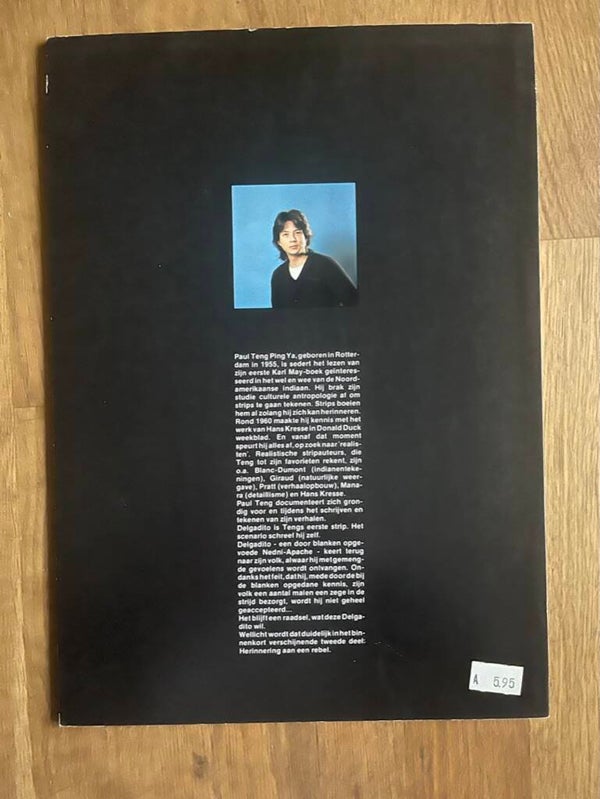 Paul Teng Ping Ya, geboren in Rotter-
dam in 1955, is sedert het lezen van
zijn eerste Karl May-boek geïnteres-
seerd in het wel en wee van de Noord-
amerikaanse indiaan. Hij brak zijn
studie culturele antropologie af om
strips te gaan tekenen. Strips boeien
hem al zolang hij zich kan herinneren.
Rond 1960 maakte hij kennis met het
werk van Hans Kresse in Donald Duck
weekblad. En vanaf dat moment
speurt hij alles af, op zoek naar 'realis-
ten'. Realistische stripauteurs, die
Teng tot zijn favorieten rekent, zijn
o.a. Blanc-Dumont (indianenteke-
ningen), Giraud (natuurlijke weer-
gave), Pratt (verhaalopbouw), Mana-
ra (detaillisme) en Hans Kresse.
Paul Teng documenteert zich gron-
dig voor en tijdens het schrijven en
tekenen van zijn verhalen.
Delgadito is Tengs eerste strip. Het
scenario schreef hij zelf.
Delgadito - een door blanken opge-
voede Nedni-Apache - keert terug
naar zijn volk, alwaar hij met gemeng-
de gevoelens wordt ontvangen. On-
danks het feit, dat hij, mede door de bij
de blanken opgedane kennis, zijn
volk een aantal malen een zege in de
strijd bezorgt, wordt hij niet geheel
geaccepteerd...
Het blijft een raadsel, wat deze Delga-
dito wil.
Wellicht wordt dat duidelijk in het bin-
nenkort verschijnende tweede deel:
Herinnering aan een rebel.
A 5.95